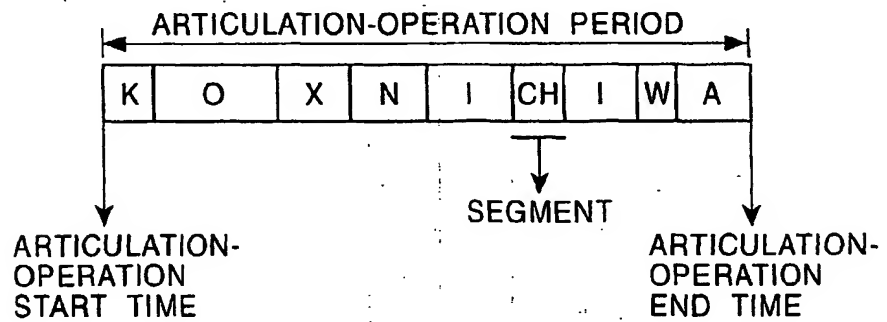 ARTICULATION-OPERATION PERIOD
K O X N I CH I W A
SEGMENT
ARTICULATION-
OPERATION
START TIME
ARTICULATION-
OPERATION
END TIME